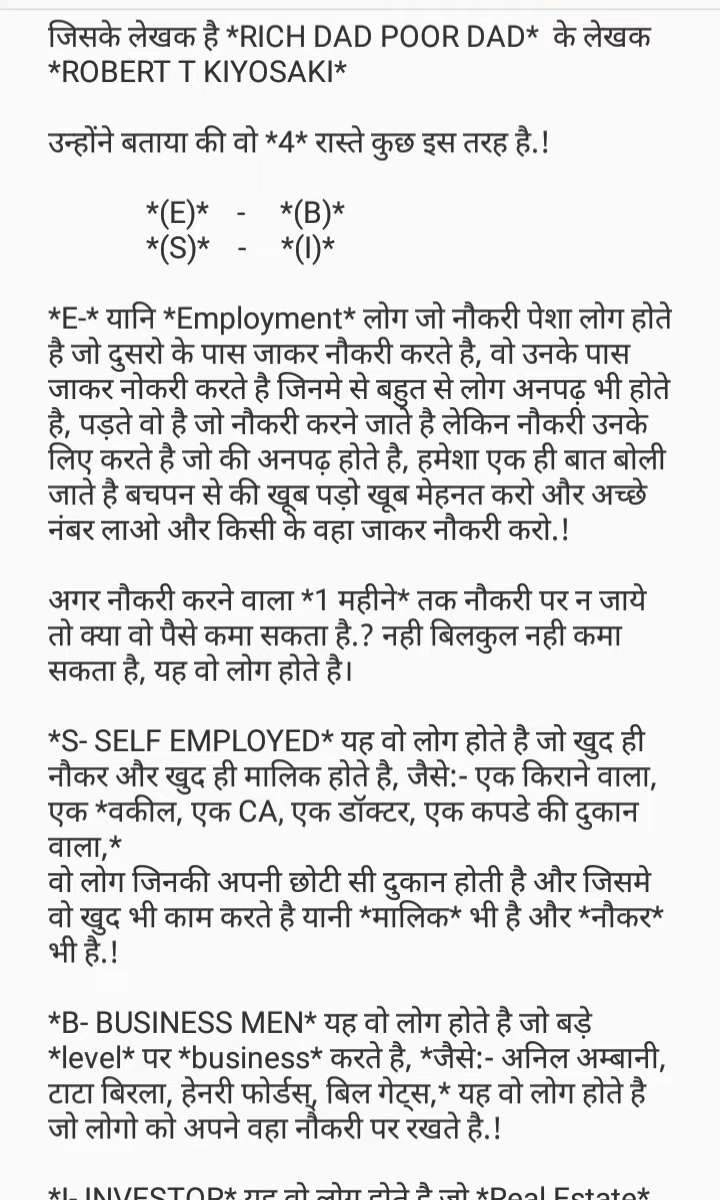 जिसके लेखक है *RICH DAD POOR DAD* के लेखक
*ROBERT T KIYOSAKI*
उन्होंने बताया की वो *4* रास्ते कुछ इस तरह है.!
*(E)* - *(B)*
*(S)* - *(I)*
*E-* यानि *Employment* लोग जो नौकरी पेशा लोग होते
है जो दुसरो के पास जाकर नौकरी करते है, वो उनके पास
जाकर नोकरी करते है जिनमे से बहुत से लोग अनपढ़ भी होते
है, पड़ते वो है जो नौकरी करने जाते है लेकिन नौकरी उनके
लिए करते है जो की अनपढ़ होते है, हमेशा एक ही बात बोली
जाते है बचपन से की खूब पड़ो खूब मेहनत करो और अच्छे
नंबर लाओ और किसी के वहा जाकर नौकरी करो.!
अगर नौकरी करने वाला *1 महीने* तक नौकरी पर न जाये
तो क्या वो पैसे कमा सकता है.? नही बिलकुल नही कमा
सकता है, यह वो लोग होते है।
*S- SELF EMPLOYED* यह वो लोग होते है जो खुद ही
नौकर और खुद ही मालिक होते है, जैसे:- एक किराने वाला,
एक *वकील, एक CA, एक डॉक्टर, एक कपडे की दुकान
वाला,*
वो लोग जिनकी अपनी छोटी सी दुकान होती है और जिसमे
वो खुद भी काम करते है यानी *मालिक* भी है और *नौकर*
भी है.!
*B- BUSINESS MEN* यह वो लोग होते है जो बड़े
*level* पर *business* करते है, *जैसे:- अनिल अम्बानी,
टाटा बिरला, हेनरी फोर्डस्, बिल गेट्स,* यह वो लोग होते है
जो लोगो को अपने वहा नौकरी पर रखते है.!
*I- INVESTOR* यह वो लोग होते है जो *Real Estate*